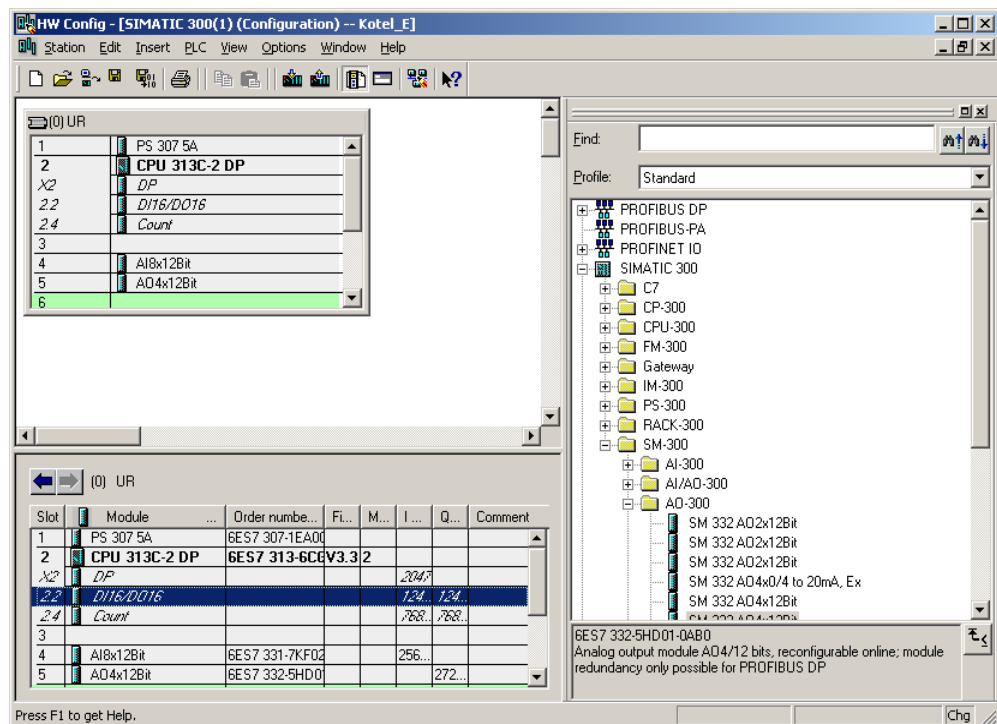 HW Config - [SIMATIC 300(1) (Configuration) -- Kotel_E]
Station Edit Insert PLC View Options Window Help
(0) UR
1 PS 307 5A
2 CPU 313C-2 DP
X2 DP
2.2 DI16/DO16
2.4 Count
3
4 AI8x12Bit
5 AO4x12Bit
6
Find:
Profile: Standard
PROFIBUS DP
PROFIBUS-PA
PROFINET IO
SIMATIC 300
C7
CP-300
CPU-300
FM-300
Gateway
IM-300
PS-300
RACK-300
SM-300
AI-300
AI/AO-300
AO-300
SM 332 AO2x12Bit
SM 332 AO2x12Bit
SM 332 AO2x12Bit
SM 332 AO4x0/4 to 20mA, Ex
SM 332 AO4x12Bit
SM 332 AO4x12Bit
6ES7 332-5HD01-0AB0
Analog output module AO4/12 bits, reconfigurable online; module
redundancy only possible for PROFIBUS DP
(0) UR
Slot Module ... Order numbe... Fi... M... I ... Q... Comment
1 PS 307 5A 6ES7 307-1EA00
2 CPU 313C-2 DP 6ES7 313-6CG V3.3 2
X2 DP 2047
2.2 DI16/DO16 124... 124...
2.4 Count 768... 768...
3
4 AI8x12Bit 6ES7 331-7KF02 256...
5 AO4x12Bit 6ES7 332-5HD0 272...
Press F1 to get Help.
Chg